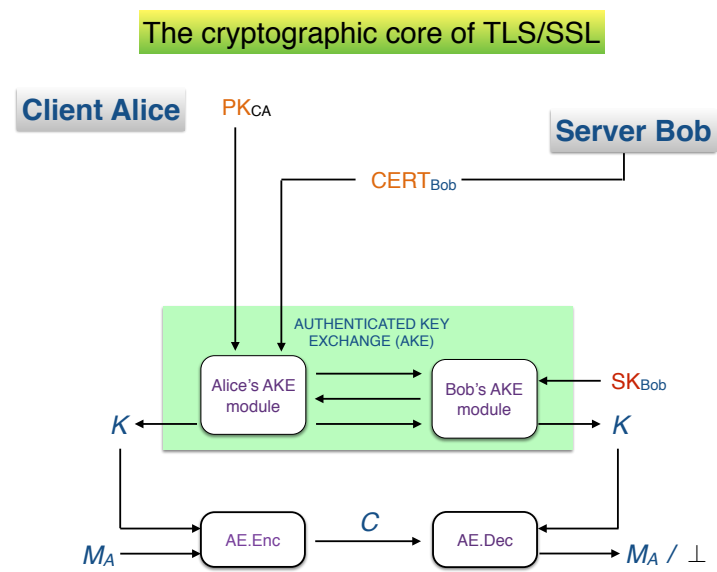 The cryptographic core of TLS/SSL
Client Alice
PKCA
Server Bob
CERTBob
AUTHENTICATED KEY
EXCHANGE (AKE)
Alice's AKE
module
Bob's AKE
module
SKBob
K
K
AE.Enc
C
AE.Dec
MA
MA / ⊥